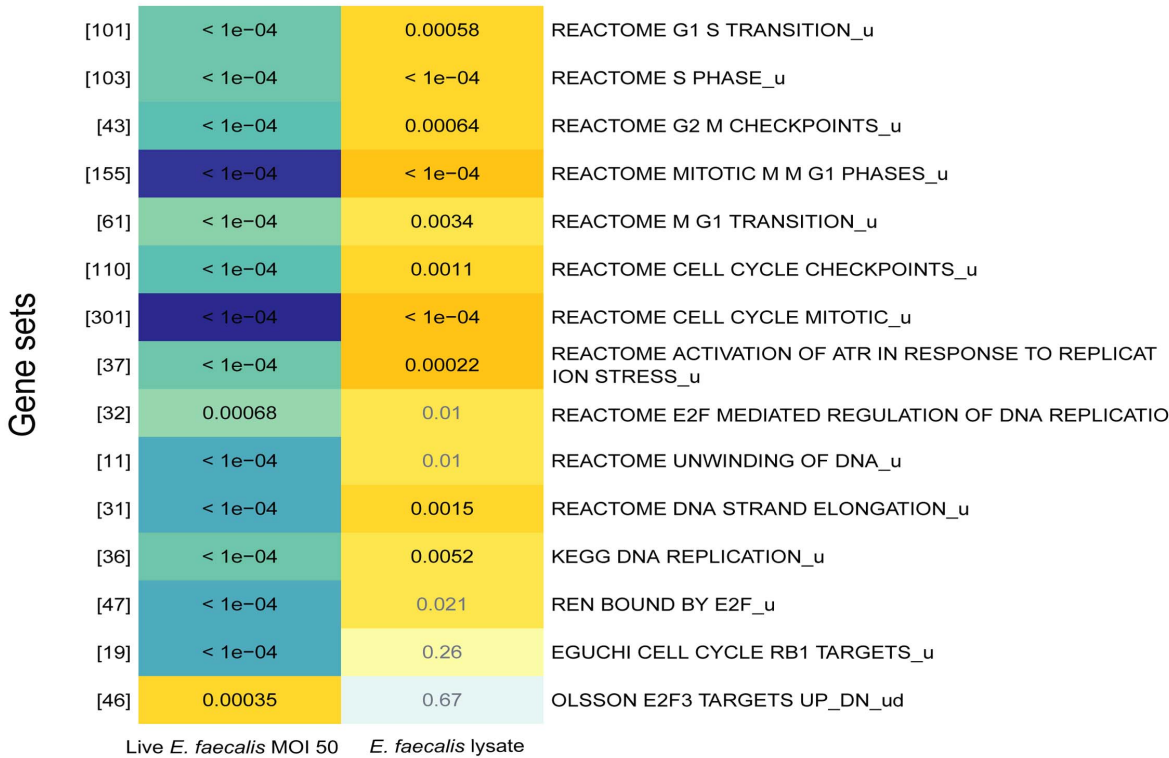 [101] < 1e−04 0.00058 REACTOME G1 S TRANSITION_u
[103] < 1e−04 < 1e−04 REACTOME S PHASE_u
[43] < 1e−04 0.00064 REACTOME G2 M CHECKPOINTS_u
[155] < 1e−04 < 1e−04 REACTOME MITOTIC M M G1 PHASES_u
[61] < 1e−04 0.0034 REACTOME M G1 TRANSITION_u
[110] < 1e−04 0.0011 REACTOME CELL CYCLE CHECKPOINTS_u
Gene sets
[301] < 1e−04 < 1e−04 REACTOME CELL CYCLE MITOTIC_u
[37] < 1e−04 0.00022 REACTOME ACTIVATION OF ATR IN RESPONSE TO REPLICAT
ION STRESS_u
[32] 0.00068 0.01 REACTOME E2F MEDIATED REGULATION OF DNA REPLICATIO
[11] < 1e−04 0.01 REACTOME UNWINDING OF DNA_u
[31] < 1e−04 0.0015 REACTOME DNA STRAND ELONGATION_u
[36] < 1e−04 0.0052 KEGG DNA REPLICATION_u
[47] < 1e−04 0.021 REN BOUND BY E2F_u
[19] < 1e−04 0.26 EGUCHI CELL CYCLE RB1 TARGETS_u
[46] 0.00035 0.67 OLSSON E2F3 TARGETS UP_DN_ud
Live E. faecalis MOI 50 E. faecalis lysate